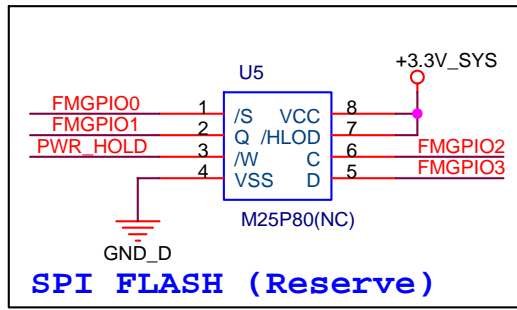 +3.3V_SYS
U5
FMGPIO0 1 /S VCC 8
FMGPIO1 2 Q /HLOD 7
PWR_HOLD 3 /W C 6 FMGPIO2
4 VSS D 5 FMGPIO3
M25P80(NC)
GND_D
SPI FLASH (Reserve)